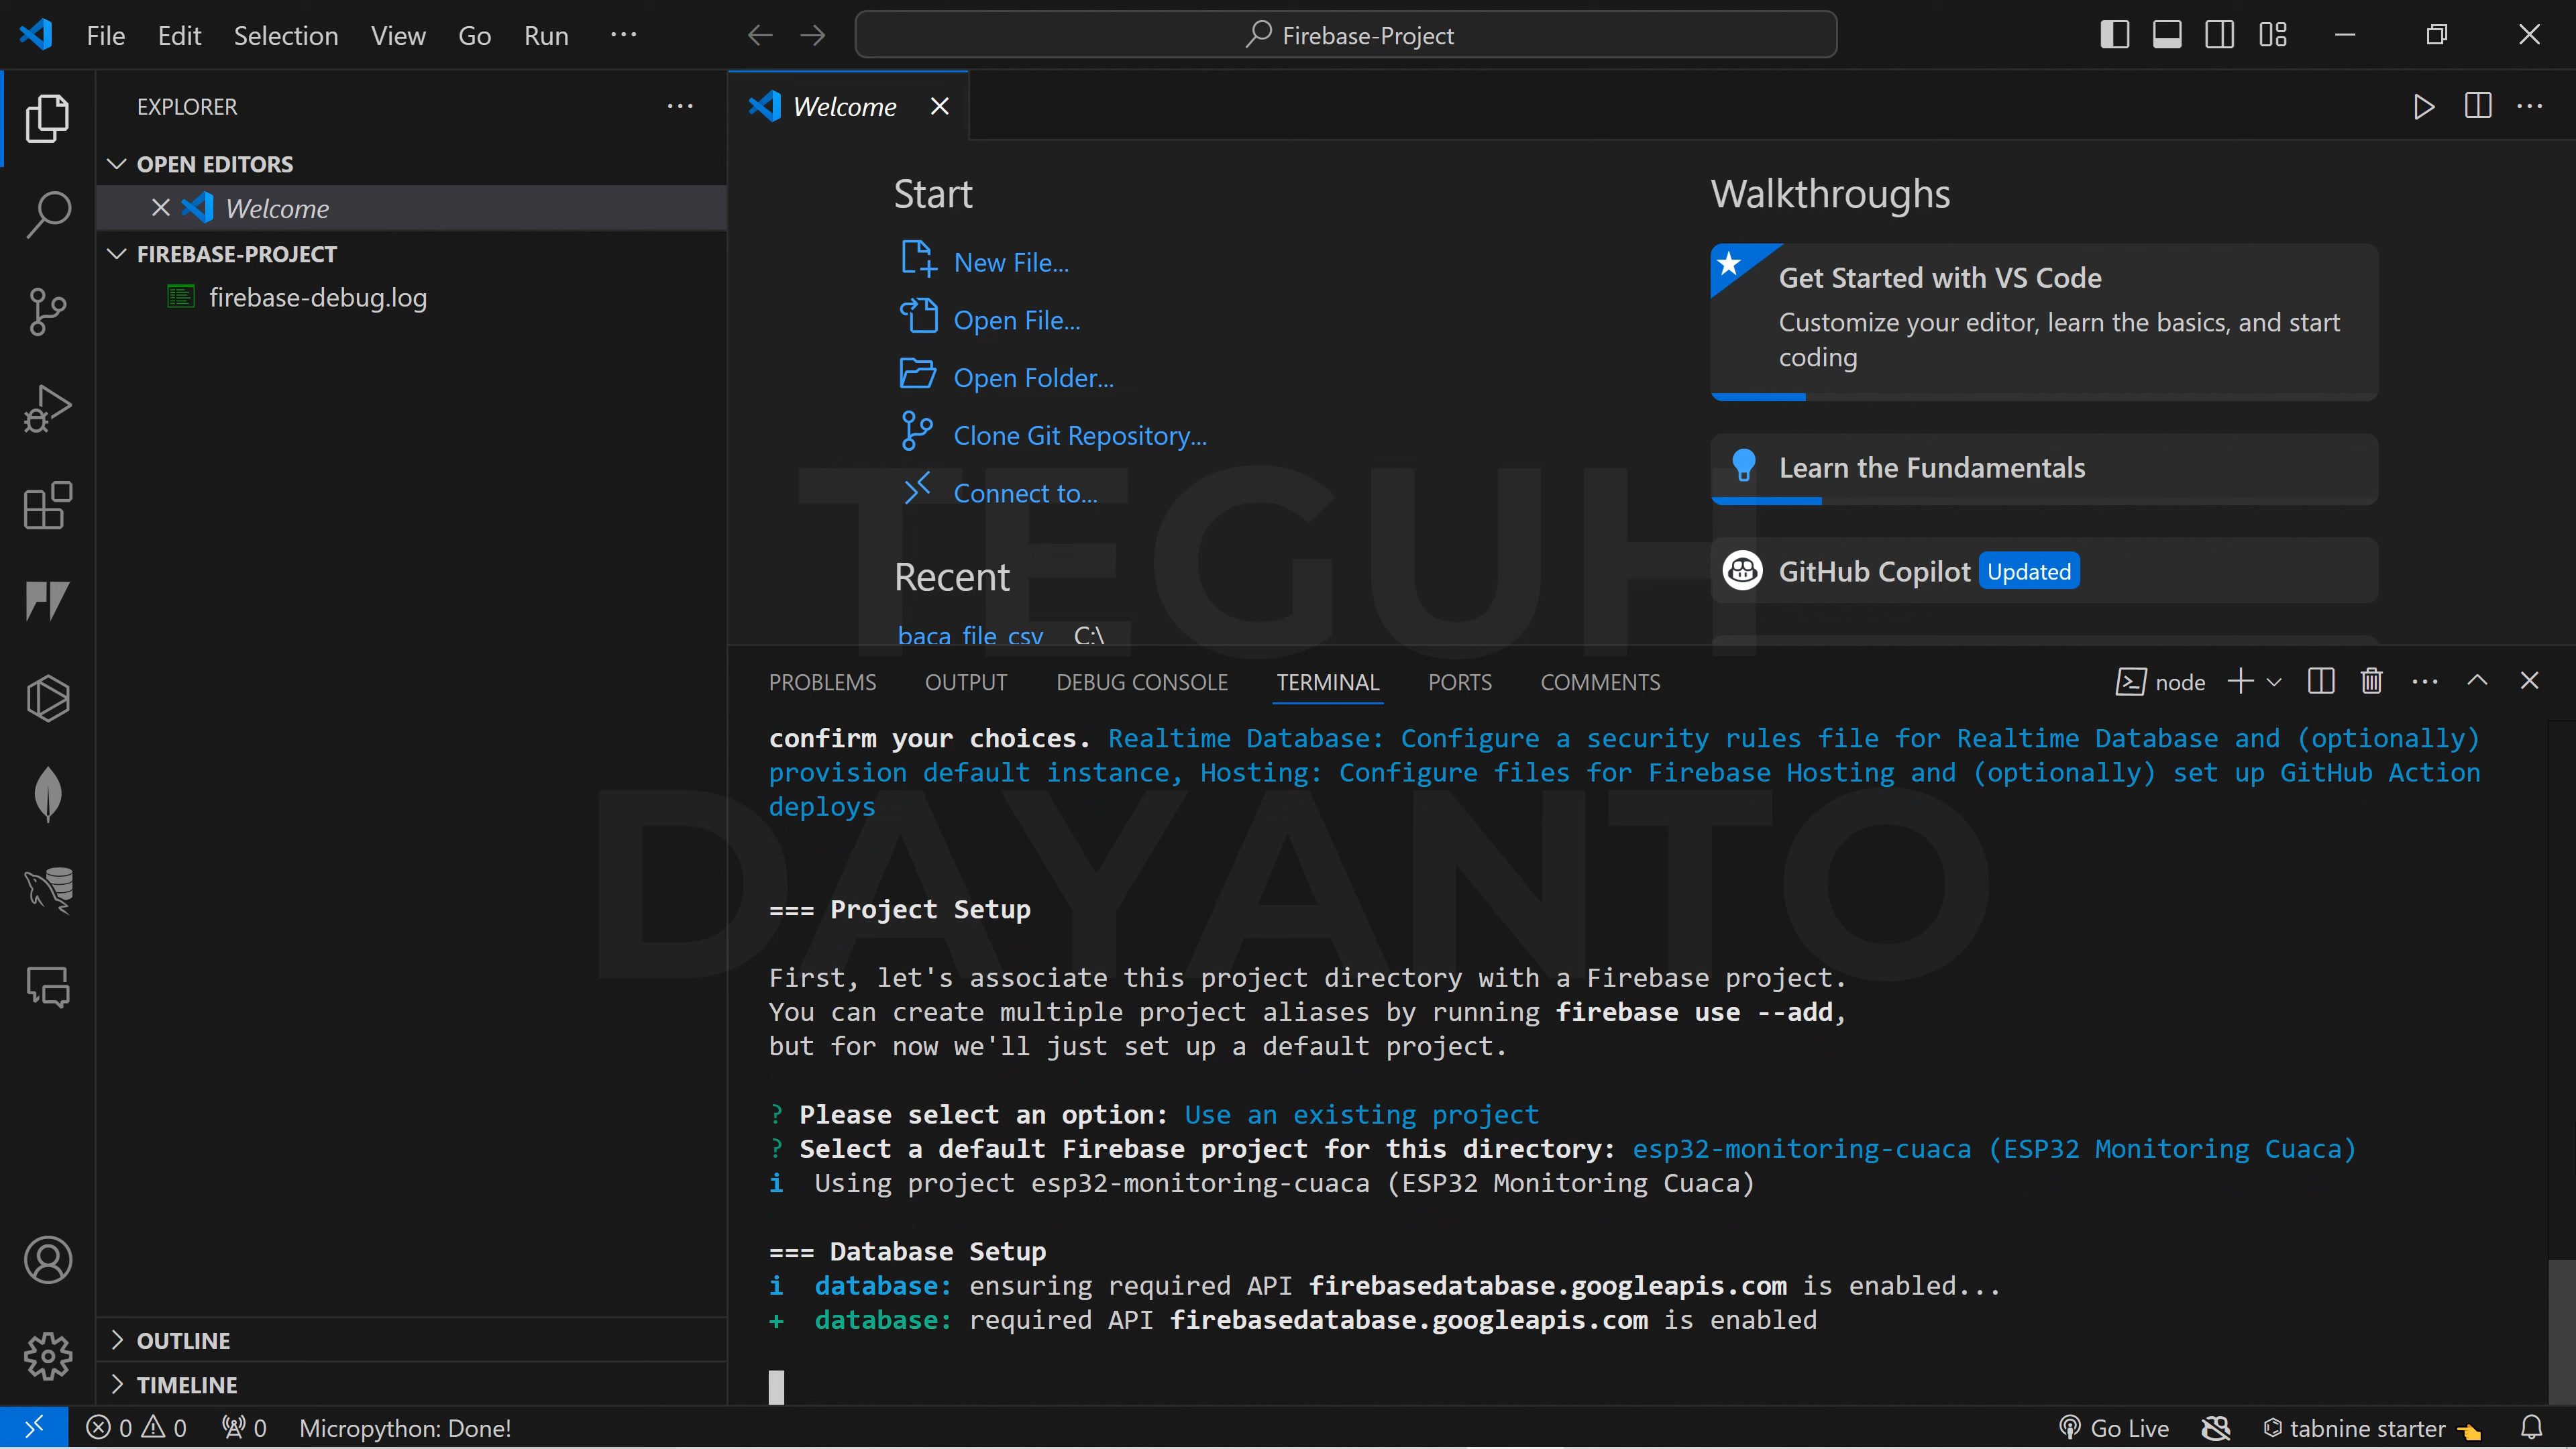 File Edit Selection View Go Run ···
Firebase-Project
EXPLORER
OPEN EDITORS
Welcome
FIREBASE-PROJECT
firebase-debug.log
OUTLINE
TIMELINE
Welcome
Start
New File...
Open File...
Open Folder...
Clone Git Repository...
Connect to...
Recent
baca_file_csv C:\
Walkthroughs
Get Started with VS Code
Customize your editor, learn the basics, and start
coding
Learn the Fundamentals
GitHub Copilot Updated
TEGUH
DAYANTO
PROBLEMS OUTPUT DEBUG CONSOLE TERMINAL PORTS COMMENTS
node
confirm your choices. Realtime Database: Configure a security rules file for Realtime Database and (optionally)
provision default instance, Hosting: Configure files for Firebase Hosting and (optionally) set up GitHub Action
deploys
=== Project Setup
First, let's associate this project directory with a Firebase project.
You can create multiple project aliases by running firebase use --add,
but for now we'll just set up a default project.
? Please select an option: Use an existing project
? Select a default Firebase project for this directory: esp32-monitoring-cuaca (ESP32 Monitoring Cuaca)
i Using project esp32-monitoring-cuaca (ESP32 Monitoring Cuaca)
=== Database Setup
i database: ensuring required API firebasedatabase.googleapis.com is enabled...
+ database: required API firebasedatabase.googleapis.com is enabled
0 0 0 Micropython: Done!
Go Live tabnine starter